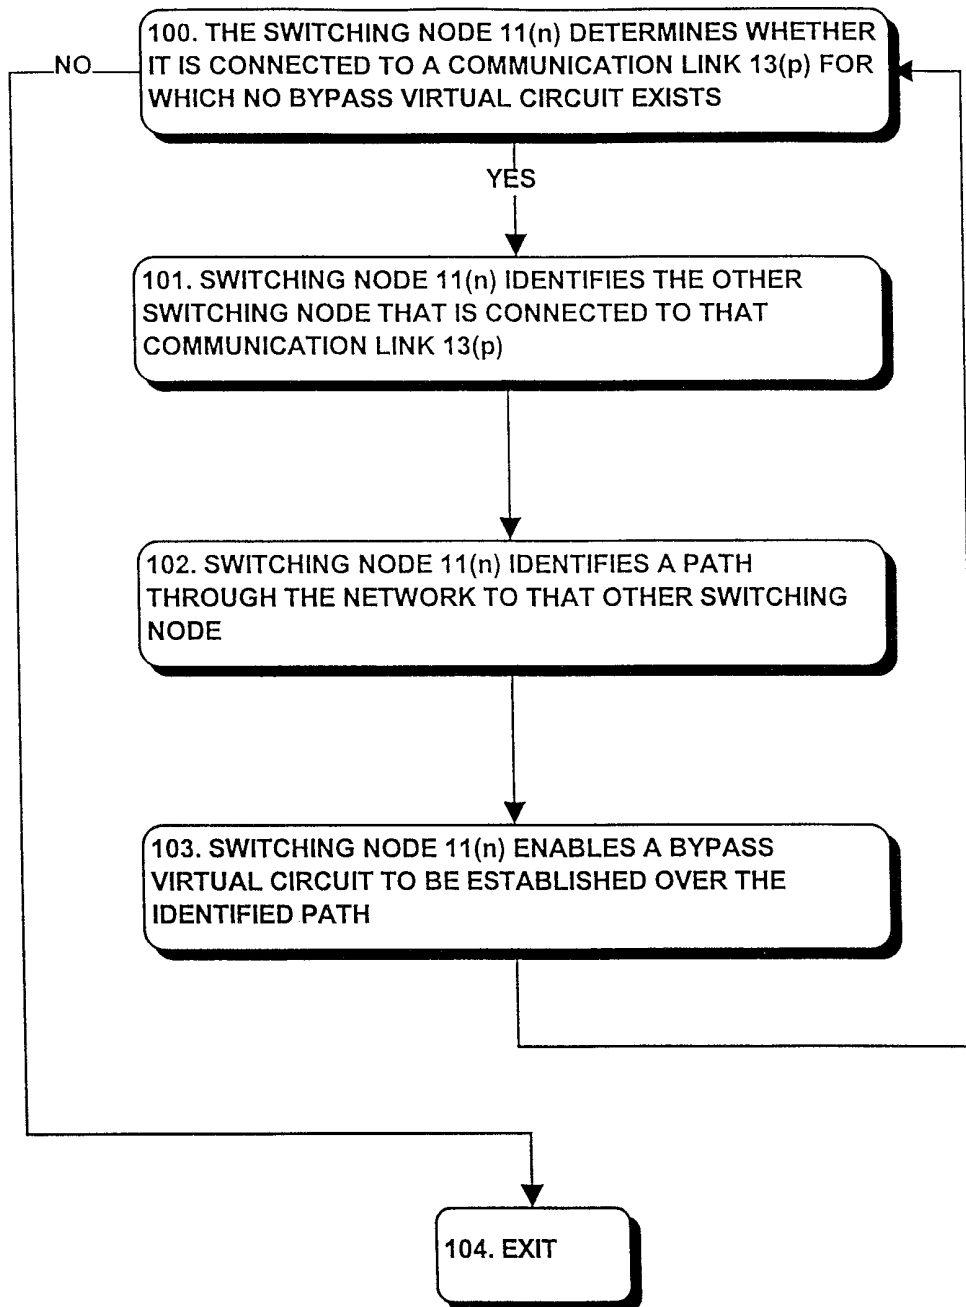 100. THE SWITCHING NODE 11(n) DETERMINES WHETHER
IT IS CONNECTED TO A COMMUNICATION LINK 13(p) FOR
WHICH NO BYPASS VIRTUAL CIRCUIT EXISTS
NO
YES
101. SWITCHING NODE 11(n) IDENTIFIES THE OTHER
SWITCHING NODE THAT IS CONNECTED TO THAT
COMMUNICATION LINK 13(p)
102. SWITCHING NODE 11(n) IDENTIFIES A PATH
THROUGH THE NETWORK TO THAT OTHER SWITCHING
NODE
103. SWITCHING NODE 11(n) ENABLES A BYPASS
VIRTUAL CIRCUIT TO BE ESTABLISHED OVER THE
IDENTIFIED PATH
104. EXIT